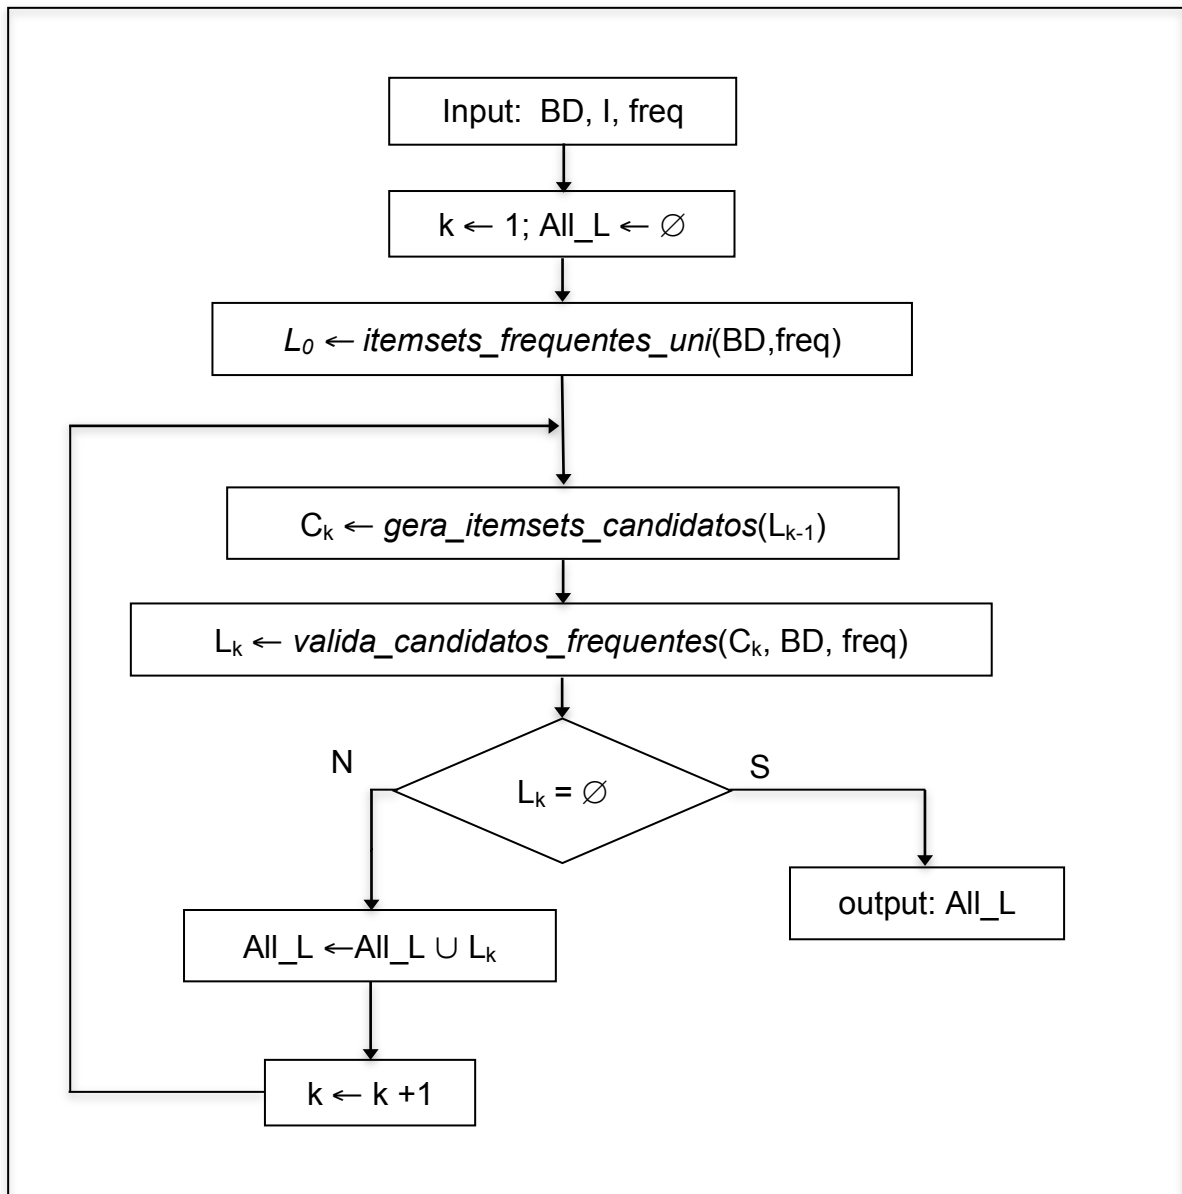 Input: BD, I, freq
k ← 1; All_L ← ∅
L₀ ← itemsets_frequentes_uni(BD,freq)
Cₖ ← gera_itemsets_candidatos(Lₖ₋₁)
Lₖ ← valida_candidatos_frequentes(Cₖ, BD, freq)
N
S
Lₖ = ∅
output: All_L
All_L ←All_L ∪ Lₖ
k ← k +1